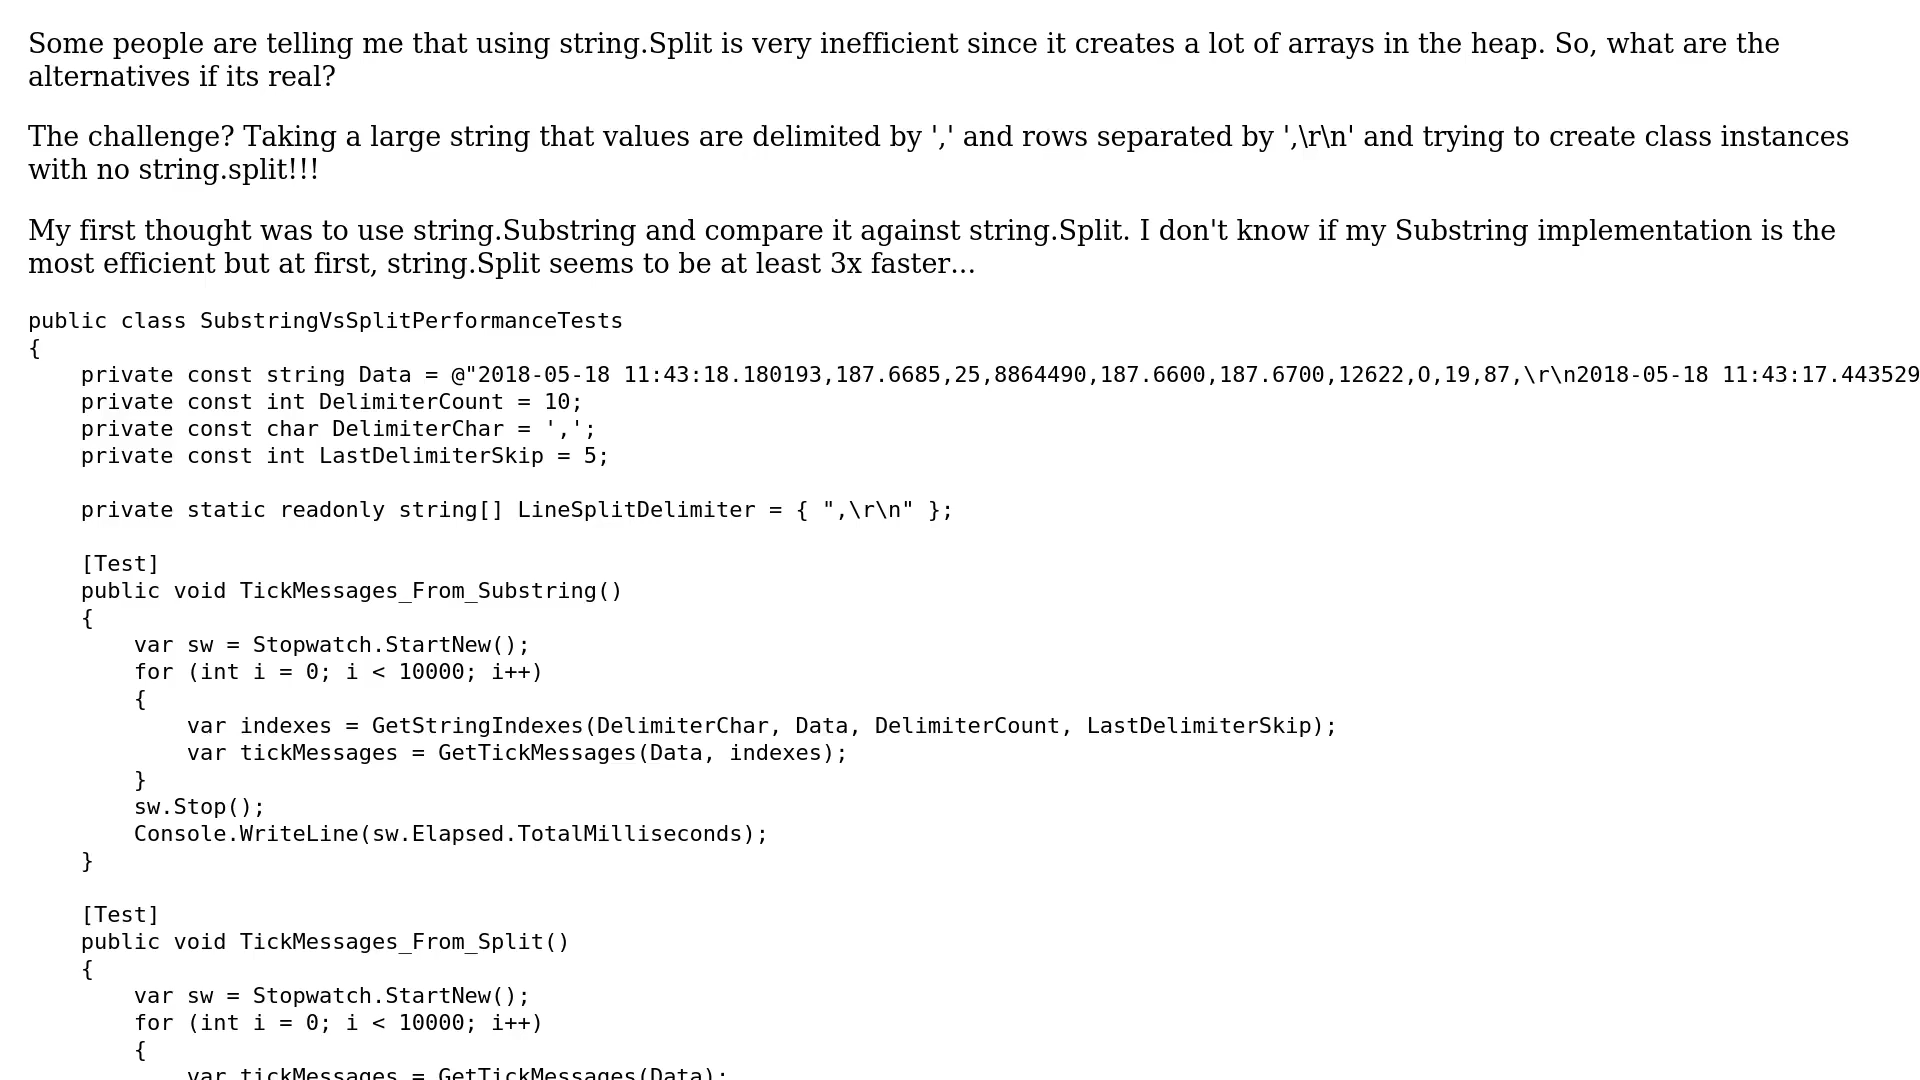 Some people are telling me that using string.Split is very inefficient since it creates a lot of arrays in the heap. So, what are the
alternatives if its real?
The challenge? Taking a large string that values are delimited by ',' and rows separated by ',\r\n' and trying to create class instances
with no string.split!!!
My first thought was to use string.Substring and compare it against string.Split. I don't know if my Substring implementation is the
most efficient but at first, string.Split seems to be at least 3x faster...
public class SubstringVsSplitPerformanceTests
{
    private const string Data = @"2018-05-18 11:43:18.180193,187.6685,25,8864490,187.6600,187.6700,12622,O,19,87,\r\n2018-05-18 11:43:17.443529
    private const int DelimiterCount = 10;
    private const char DelimiterChar = ',';
    private const int LastDelimiterSkip = 5;
    private static readonly string[] LineSplitDelimiter = { ",\r\n" };
    [Test]
    public void TickMessages_From_Substring()
    {
        var sw = Stopwatch.StartNew();
        for (int i = 0; i < 10000; i++)
        {
            var indexes = GetStringIndexes(DelimiterChar, Data, DelimiterCount, LastDelimiterSkip);
            var tickMessages = GetTickMessages(Data, indexes);
        }
        sw.Stop();
        Console.WriteLine(sw.Elapsed.TotalMilliseconds);
    }
    [Test]
    public void TickMessages_From_Split()
    {
        var sw = Stopwatch.StartNew();
        for (int i = 0; i < 10000; i++)
        {
            var tickMessages = GetTickMessages(Data);